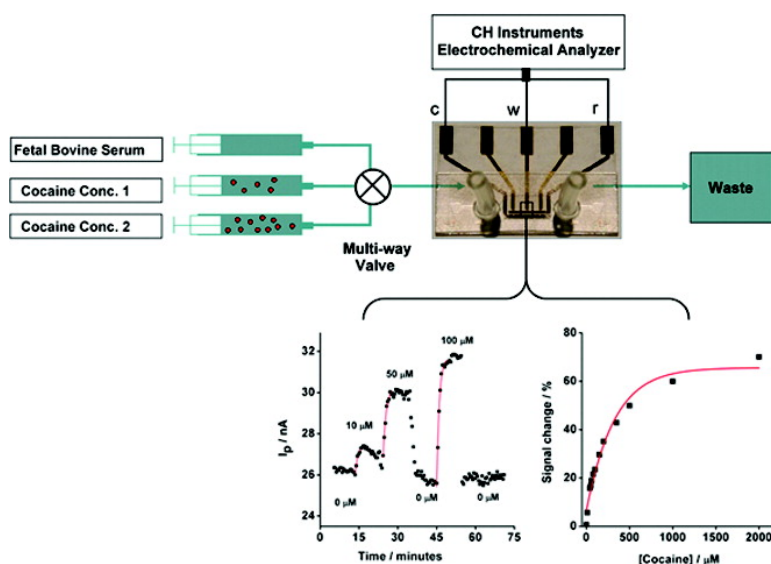 CH Instruments
Electrochemical Analyzer
C
W
r
Fetal Bovine Serum
Cocaine Conc. 1
Cocaine Conc. 2
Multi-way
Valve
Waste
32
30
28
26
24
Ip / nA
0 μM
10 μM
50 μM
0 μM
100 μM
0 μM
0 15 30 45 60 75
Time / minutes
80
60
40
20
0
Signal change / %
0 500 1000 1500 2000
[Cocaine] / μM